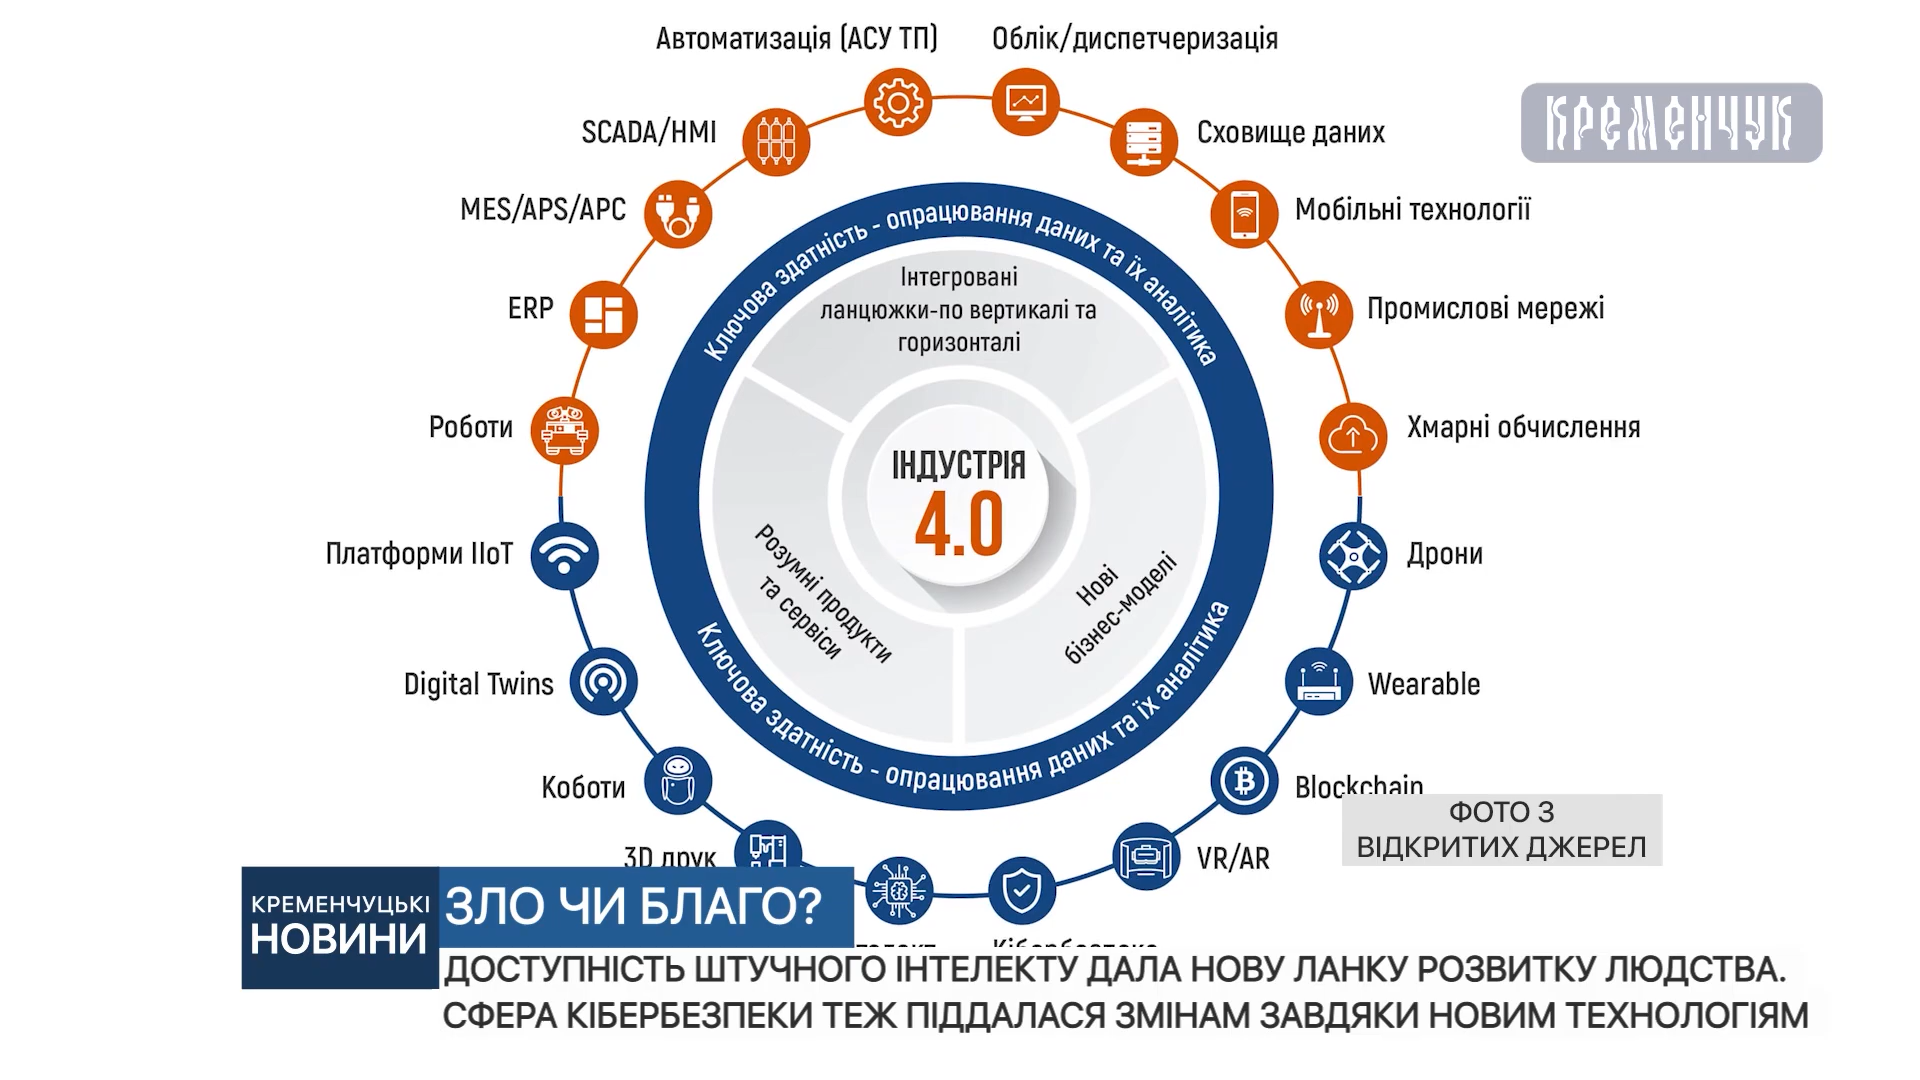 Автоматизація (АСУ ТП)
Облік/диспетчеризація
КРЕМЕНЧУК
SCADA/HMI
Сховище даних
MES/APS/APC
Мобільні технології
Ключова здатність - опрацювання даних та їх аналітика
Інтегровані
ланцюжки-по вертикалі та
горизонталі
ERP
Промислові мережі
Роботи
Хмарні обчислення
ІНДУСТРІЯ
4.0
Розумні продукти
та сервіси
Нові
бізнес-моделі
Платформи IIoT
Дрони
Digital Twins
Wearable
Ключова здатність - опрацювання даних та їх аналітика
Коботи
Blockchain
3D друк
VR/AR
ФОТО З
ВІДКРИТИХ ДЖЕРЕЛ
КРЕМЕНЧУЦЬКІ
НОВИНИ
ЗЛО ЧИ БЛАГО?
ДОСТУПНІСТЬ ШТУЧНОГО ІНТЕЛЕКТУ ДАЛА НОВУ ЛАНКУ РОЗВИТКУ ЛЮДСТВА.
СФЕРА КІБЕРБЕЗПЕКИ ТЕЖ ПІДДАЛАСЯ ЗМІНАМ ЗАВДЯКИ НОВИМ ТЕХНОЛОГІЯМ